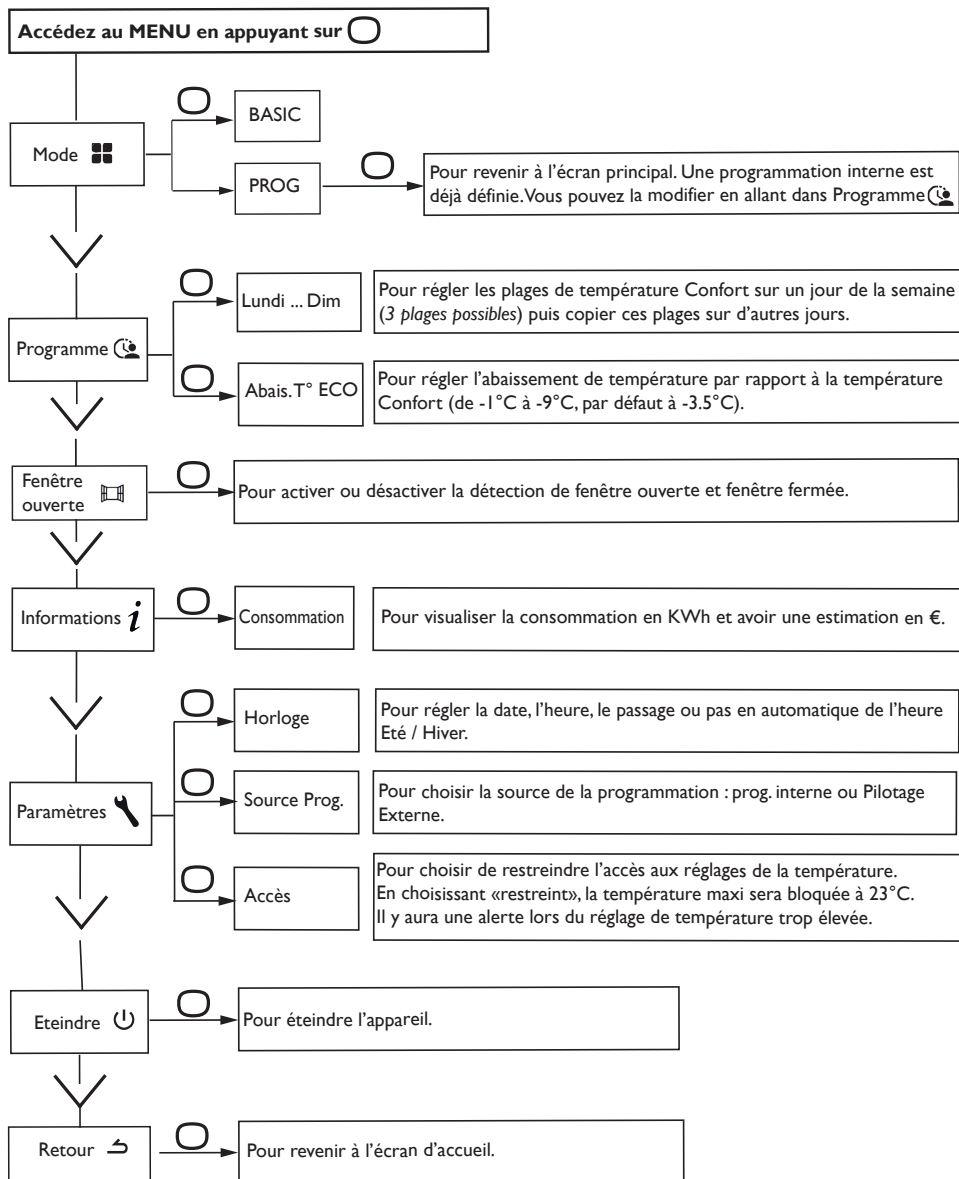 Accédez au MENU en appuyant sur
Mode
BASIC
PROG
Pour revenir à l'écran principal. Une programmation interne est
déjà définie. Vous pouvez la modifier en allant dans Programme
Programme
Lundi ... Dim
Pour régler les plages de température Confort sur un jour de la semaine
(3 plages possibles) puis copier ces plages sur d'autres jours.
Abais. T° ECO
Pour régler l'abaissement de température par rapport à la température
Confort (de -1°C à -9°C, par défaut à -3.5°C).
Fenêtre
ouverte
Pour activer ou désactiver la détection de fenêtre ouverte et fenêtre fermée.
Informations
Consommation
Pour visualiser la consommation en KWh et avoir une estimation en €.
Paramètres
Horloge
Pour régler la date, l'heure, le passage ou pas en automatique de l'heure
Eté / Hiver.
Source Prog.
Pour choisir la source de la programmation : prog. interne ou Pilotage
Externe.
Accès
Pour choisir de restreindre l'accès aux réglages de la température.
En choisissant «restreint», la température maxi sera bloquée à 23°C.
Il y aura une alerte lors du réglage de température trop élevée.
Eteindre
Pour éteindre l'appareil.
Retour
Pour revenir à l'écran d'accueil.